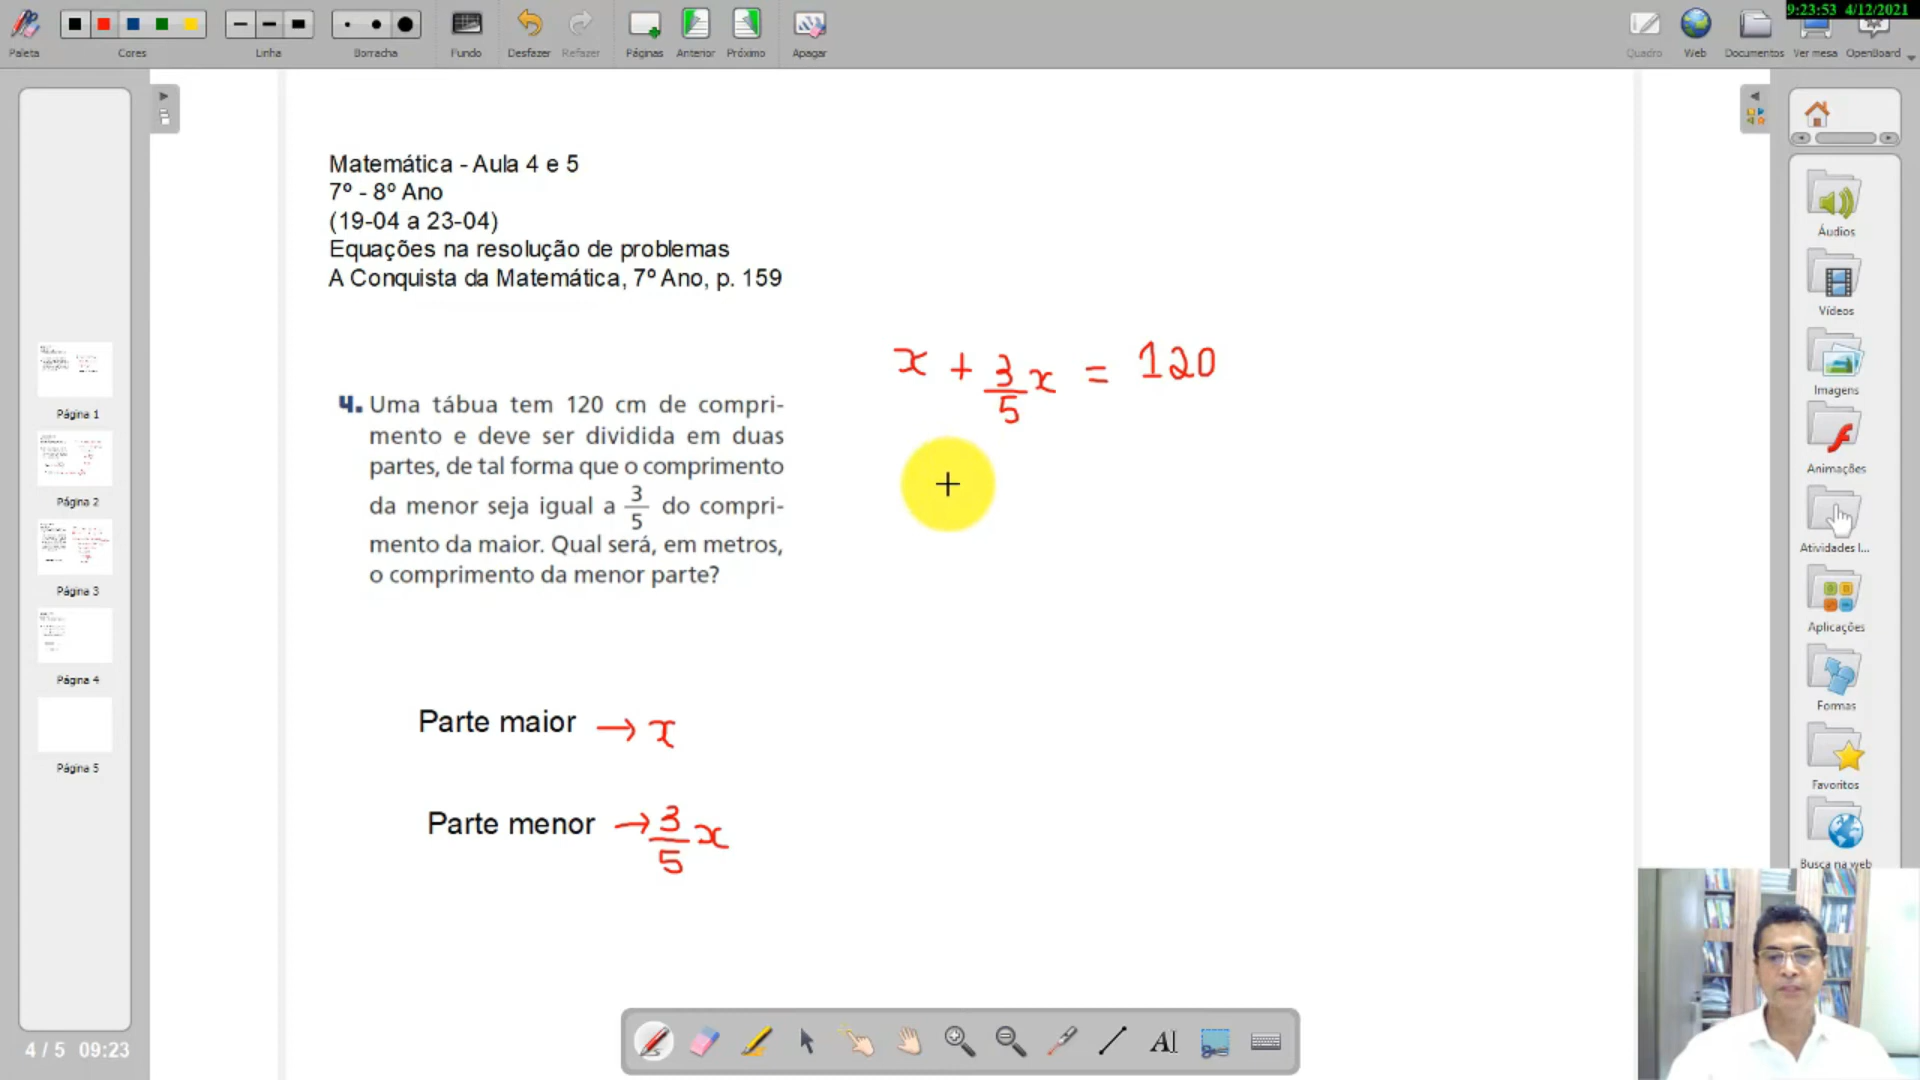 9:23:53 4/12/2021
Paleta
Cores
Linha
Borracha
Fundo
Desfazer
Refazer
Páginas
Anterior
Próximo
Apagar
Quadro
Web
Documentos
Ver mesa
OpenBoard
Matemática - Aula 4 e 5
7º - 8º Ano
(19-04 a 23-04)
Equações na resolução de problemas
A Conquista da Matemática, 7º Ano, p. 159
x + 3/5 x = 120
4. Uma tábua tem 120 cm de compri-
mento e deve ser dividida em duas
partes, de tal forma que o comprimento
da menor seja igual a 3/5 do compri-
mento da maior. Qual será, em metros,
o comprimento da menor parte?
Parte maior → x
Parte menor → 3/5 x
Página 1
Página 2
Página 3
Página 4
Página 5
4 / 5 09:23
Áudios
Vídeos
Imagens
Animações
Atividades I...
Aplicações
Formas
Favoritos
Busca na web
AI